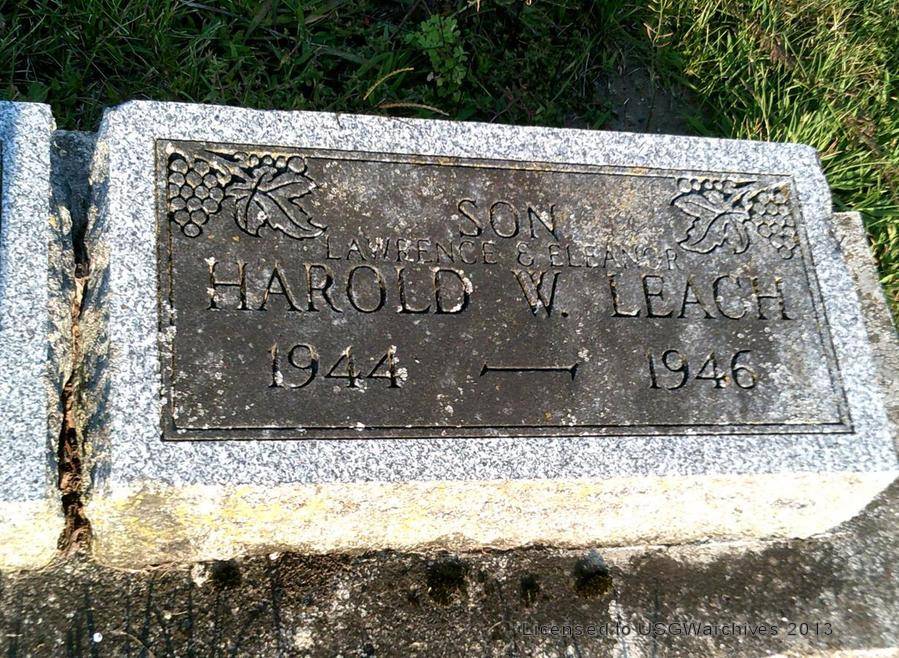 SON
LAWRENCE & ELEANOR
HAROLD W. LEACH
1944 — 1946
Licensed to USGWarchives 2013